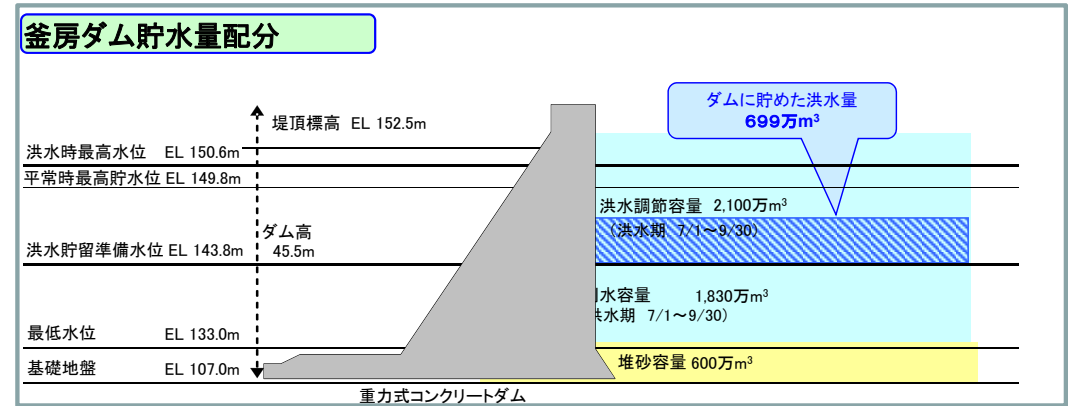 釜房ダム貯水量配分
ダムに貯めた洪水量
699万m³
堤頂標高 EL 152.5m
洪水時最高水位 EL 150.6m
平常時最高貯水位 EL 149.8m
洪水調節容量 2,100万m³
(洪水期 7/1～9/30)
ダム高
45.5m
洪水貯留準備水位 EL 143.8m
水容量 1,830万m³
水期 7/1～9/30)
最低水位 EL 133.0m
堆砂容量 600万m³
基礎地盤 EL 107.0m
重力式コンクリートダム